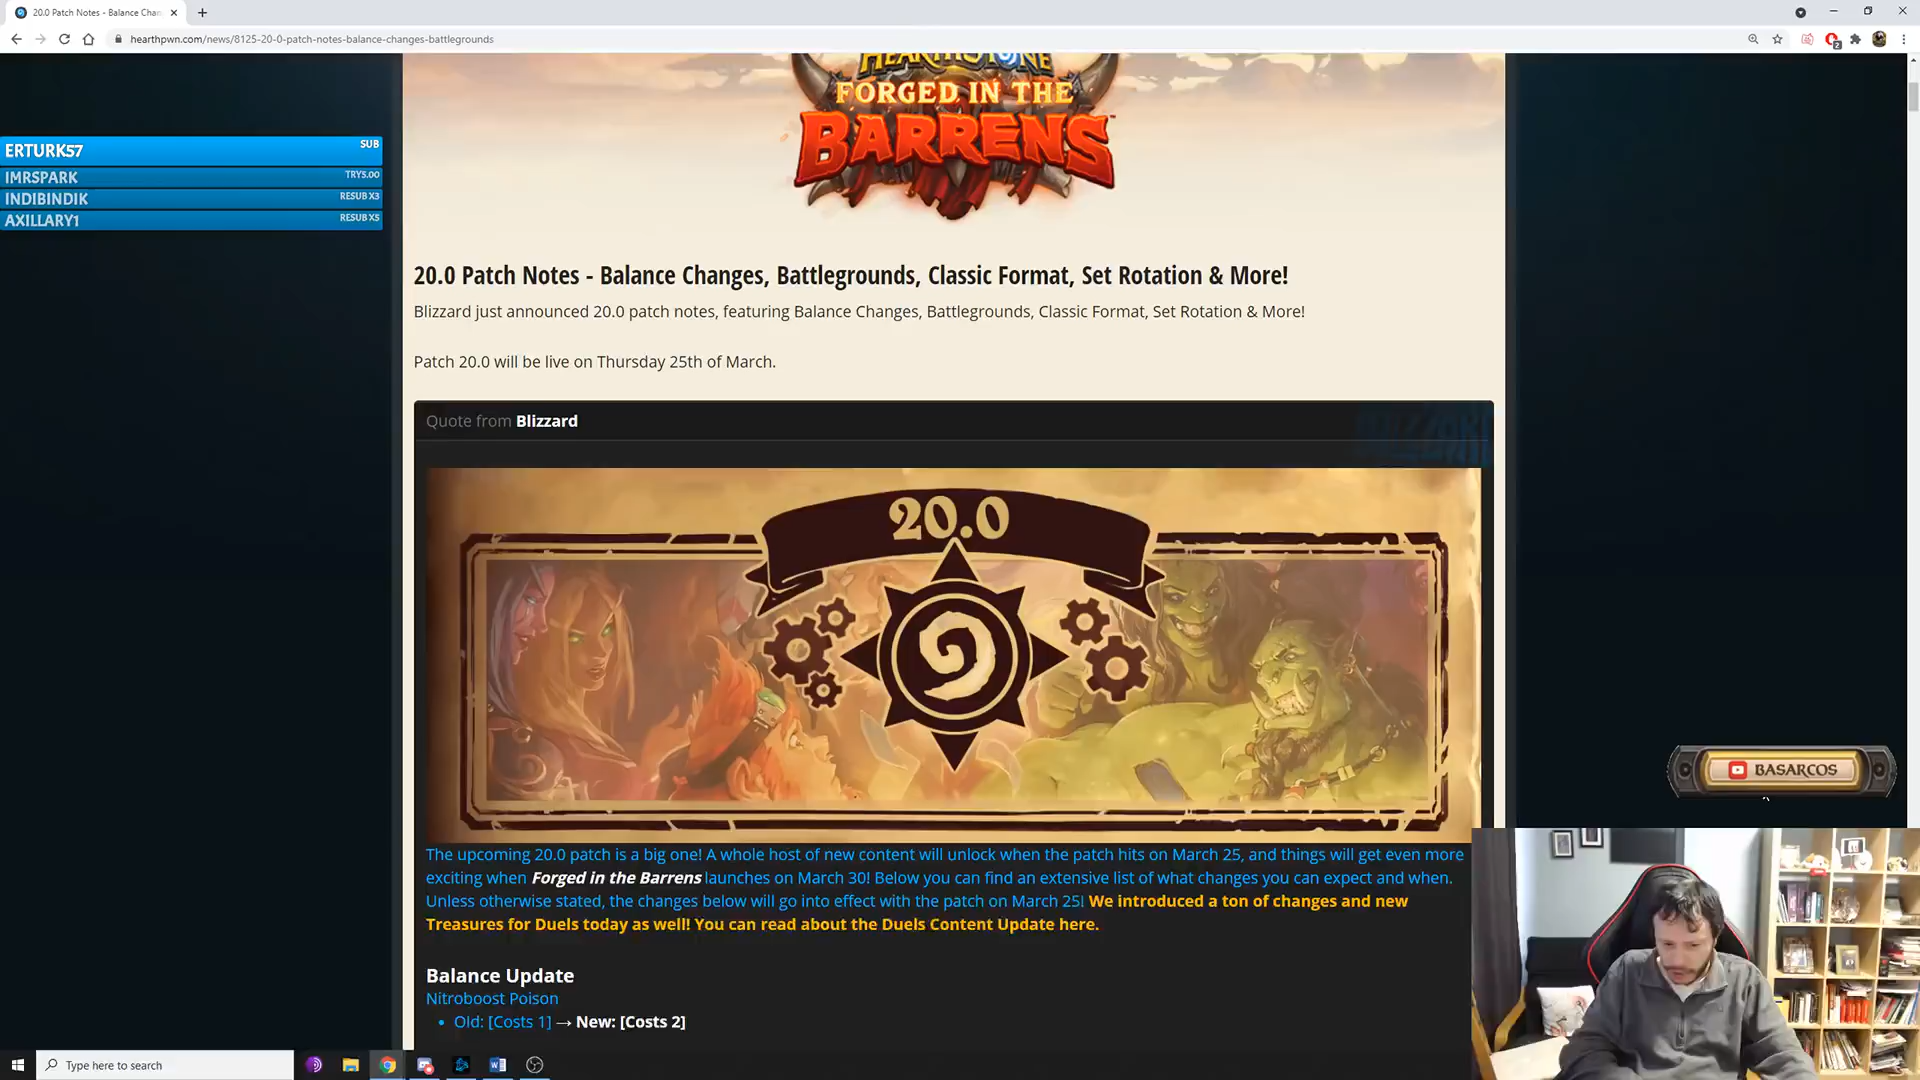 20.0 Patch Notes - Balance Chan
hearthpwn.com/news/8125-20-0-patch-notes-balance-changes-battlegrounds
2
HEARTHSTONE
FORGED IN THE
BARRENS
ERTURK57 SUB
IMRSPARK TRY5.00
INDIBINDIK RESUB X3
AXILLARY1 RESUB X5
20.0 Patch Notes - Balance Changes, Battlegrounds, Classic Format, Set Rotation & More!
Blizzard just announced 20.0 patch notes, featuring Balance Changes, Battlegrounds, Classic Format, Set Rotation & More!
Patch 20.0 will be live on Thursday 25th of March.
Quote from Blizzard
BLIZZARD
20.0
BASARCOS
The upcoming 20.0 patch is a big one! A whole host of new content will unlock when the patch hits on March 25, and things will get even more
exciting when Forged in the Barrens launches on March 30! Below you can find an extensive list of what changes you can expect and when.
Unless otherwise stated, the changes below will go into effect with the patch on March 25! We introduced a ton of changes and new
Treasures for Duels today as well! You can read about the Duels Content Update here.
Balance Update
Nitroboost Poison
• Old: [Costs 1] → New: [Costs 2]
Type here to search